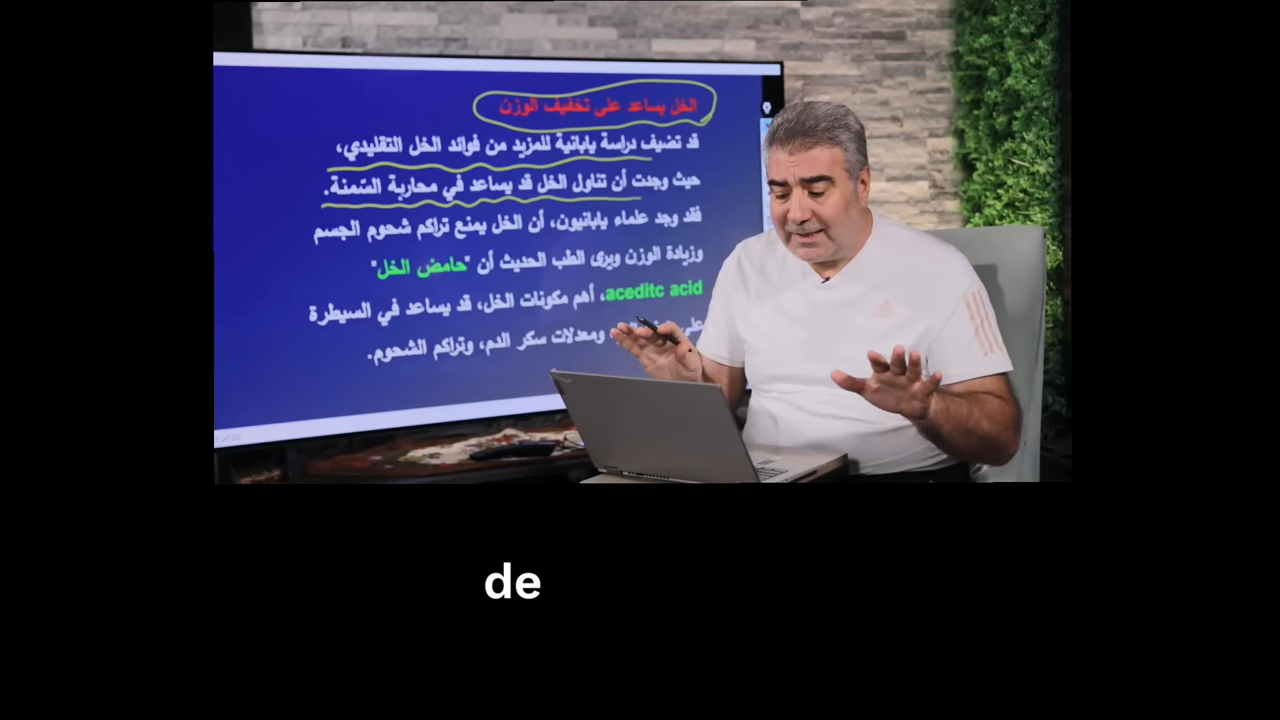 الخل يساعد على تخفيف الوزن
قد تضيف دراسة يابانية للمزيد من فوائد الخل التقليدي،
حيث وجدت أن تناول الخل قد يساعد في محاربة السّمنة.
فقد وجد علماء يابانيون، أن الخل يمنع تراكم شحوم الجسم
وزيادة الوزن ويرى الطب الحديث أن "حامض الخل"
aceditc acid، أهم مكونات الخل، قد يساعد في السيطرة
على ومعدلات سكر الدم، وتراكم الشحوم.
de